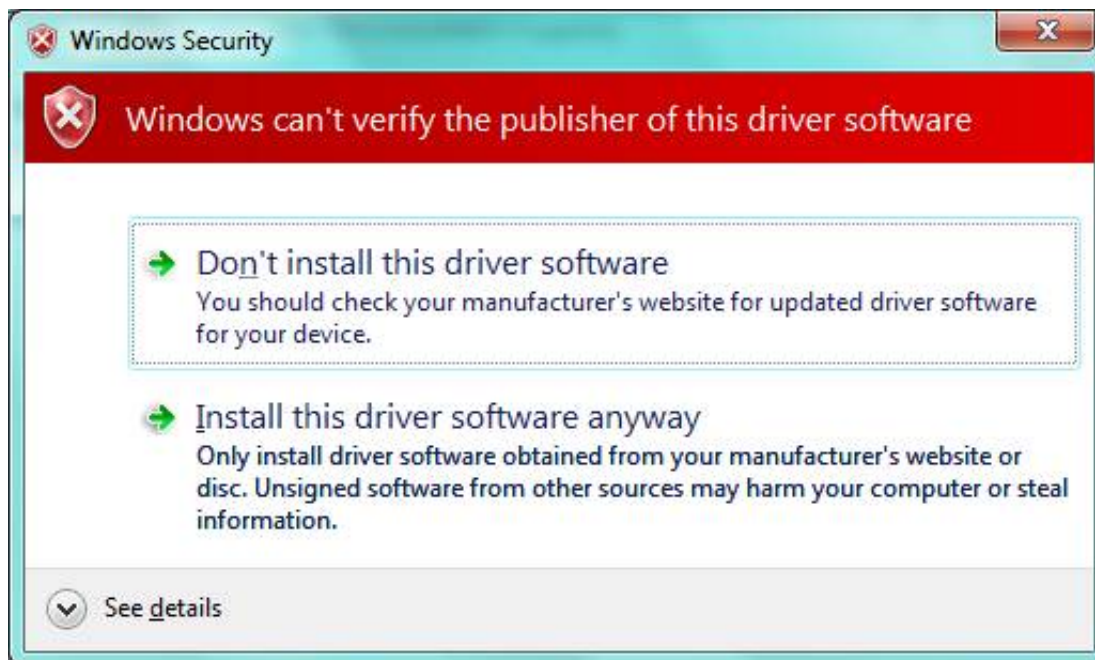 Windows Security
Windows can't verify the publisher of this driver software
Don't install this driver software
You should check your manufacturer's website for updated driver software
for your device.
Install this driver software anyway
Only install driver software obtained from your manufacturer's website or
disc. Unsigned software from other sources may harm your computer or steal
information.
See details